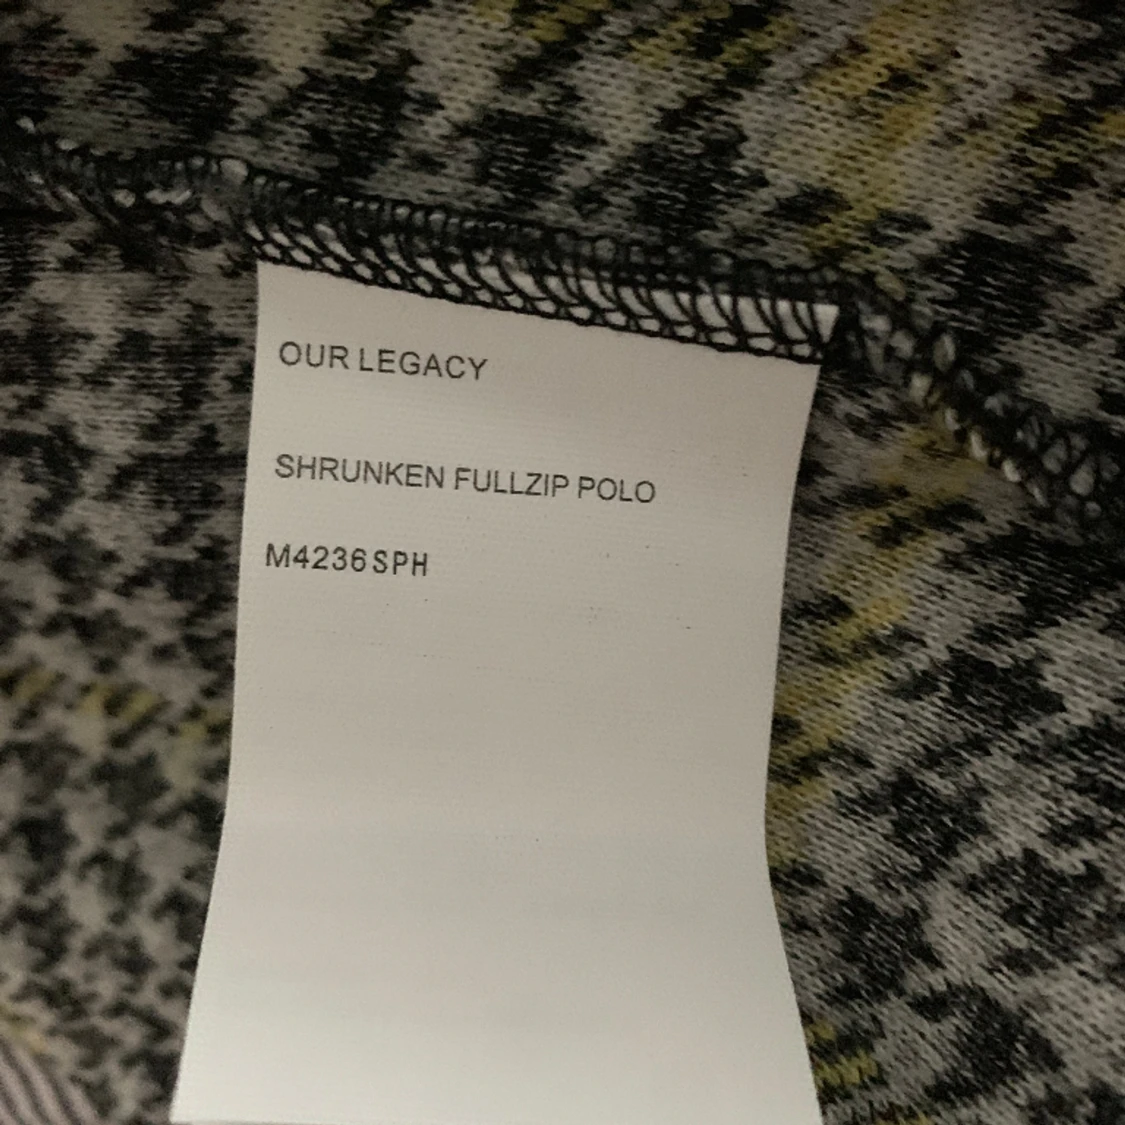 OUR LEGACY
SHRUNKEN FULLZIP POLO
M4236SPH